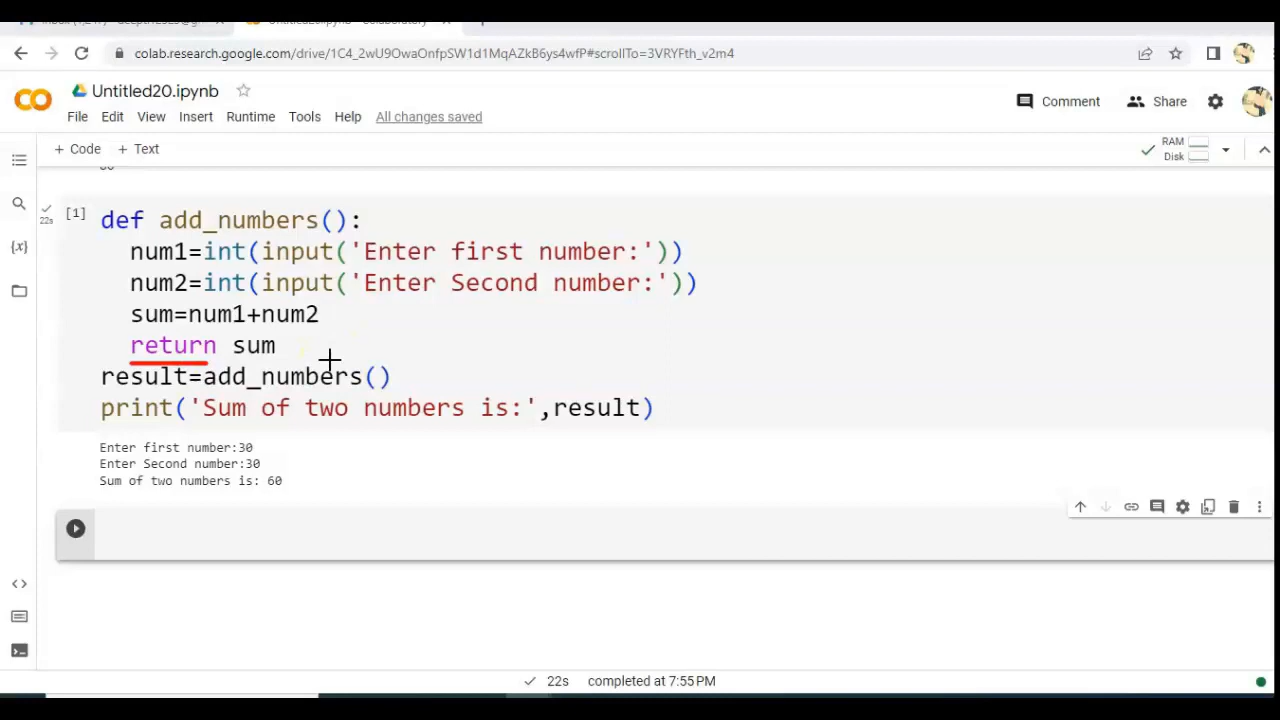 colab.research.google.com/drive/1C4_2wU9OwaOnfpSW1d1MqAZkB6ys4wfP#scrollTo=3VRYFth_v2m4
Untitled20.ipynb
Comment
Share
File Edit View Insert Runtime Tools Help All changes saved
+ Code + Text
RAM
Disk
[1]
22s
def add_numbers():
num1=int(input('Enter first number:'))
num2=int(input('Enter Second number:'))
sum=num1+num2
return sum
result=add_numbers()
print('Sum of two numbers is:',result)
Enter first number:30
Enter Second number:30
Sum of two numbers is: 60
{x}
22s completed at 7:55 PM